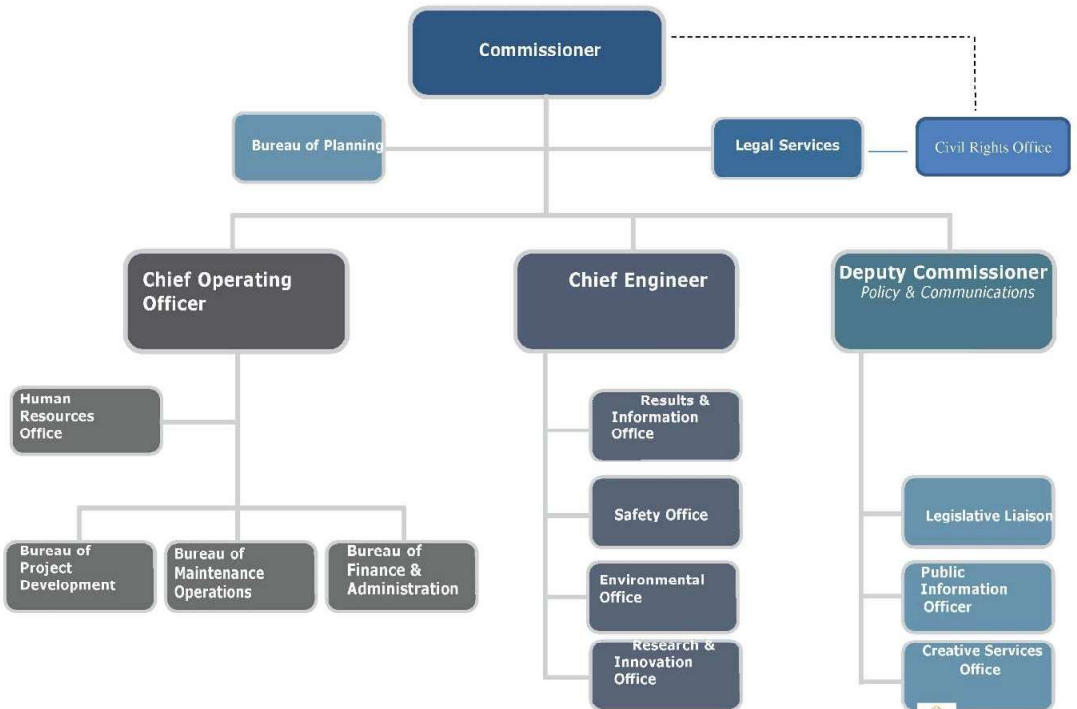 Commissioner
Bureau of Planning
Legal Services
Civil Rights Office
Chief Operating
Officer
Chief Engineer
Deputy Commissioner
Policy & Communications
Human
Resources
Office
Results &
Information
Office
Safety Office
Legislative Liaison
Bureau of
Project
Development
Bureau of
Maintenance
Operations
Bureau of
Finance &
Administration
Environmental
Office
Public
Information
Officer
Research &
Innovation
Office
Creative Services
Office